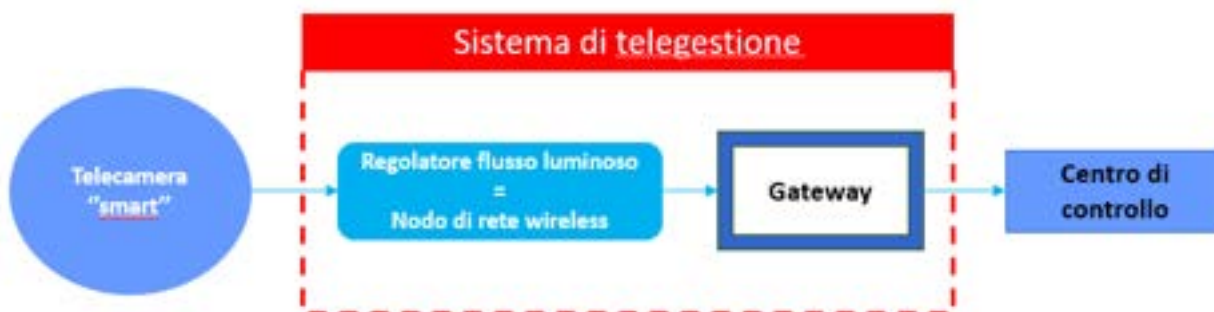 Sistema di telegestione
Telecamera
"smart"
Regolatore flusso luminoso
=
Nodo di rete wireless
Gateway
Centro di
controllo